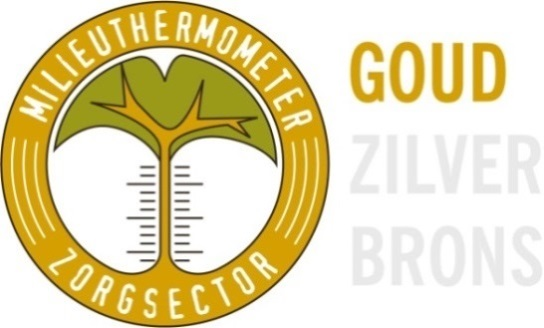 MILIEUTHERMOMETER
ZORGSECTOR
GOUD
ZILVER
BRONS